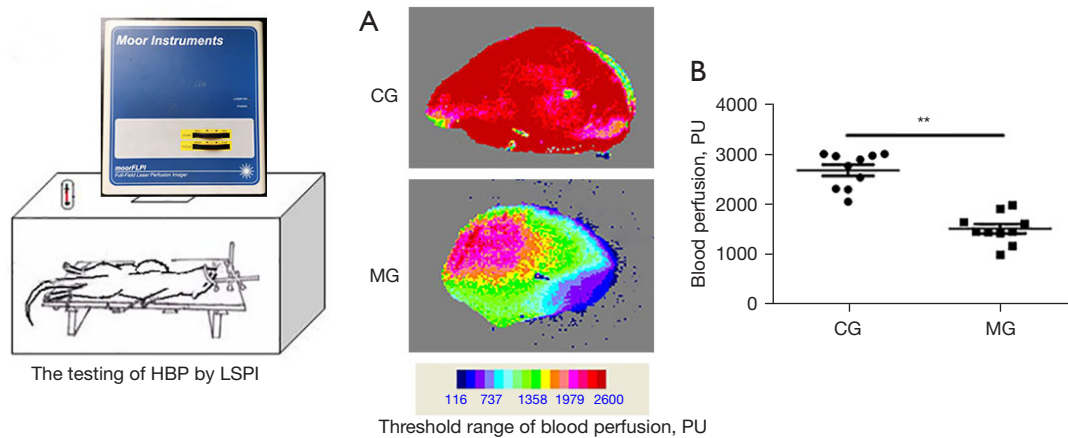 Moor Instruments
moorFLPI
Full-Field Laser Perfusion Imager
The testing of HBP by LSPI
A
CG
MG
116 737 1358 1979 2600
Threshold range of blood perfusion, PU
B
Blood perfusion, PU
4000
3000
2000
1000
0
**
CG MG